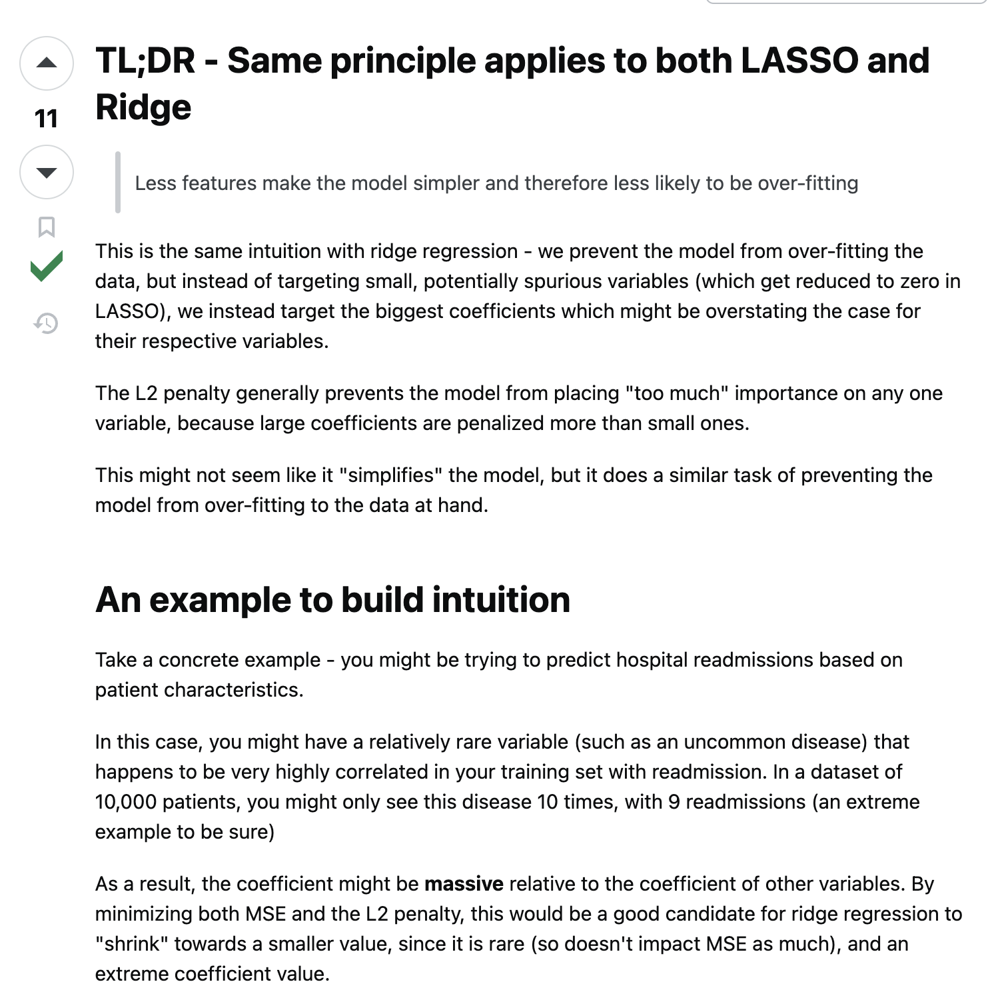 TL;DR - Same principle applies to both LASSO and
Ridge
11
Less features make the model simpler and therefore less likely to be over-fitting
This is the same intuition with ridge regression - we prevent the model from over-fitting the
data, but instead of targeting small, potentially spurious variables (which get reduced to zero in
LASSO), we instead target the biggest coefficients which might be overstating the case for
their respective variables.
The L2 penalty generally prevents the model from placing "too much" importance on any one
variable, because large coefficients are penalized more than small ones.
This might not seem like it "simplifies" the model, but it does a similar task of preventing the
model from over-fitting to the data at hand.
An example to build intuition
Take a concrete example - you might be trying to predict hospital readmissions based on
patient characteristics.
In this case, you might have a relatively rare variable (such as an uncommon disease) that
happens to be very highly correlated in your training set with readmission. In a dataset of
10,000 patients, you might only see this disease 10 times, with 9 readmissions (an extreme
example to be sure)
As a result, the coefficient might be massive relative to the coefficient of other variables. By
minimizing both MSE and the L2 penalty, this would be a good candidate for ridge regression to
"shrink" towards a smaller value, since it is rare (so doesn't impact MSE as much), and an
extreme coefficient value.